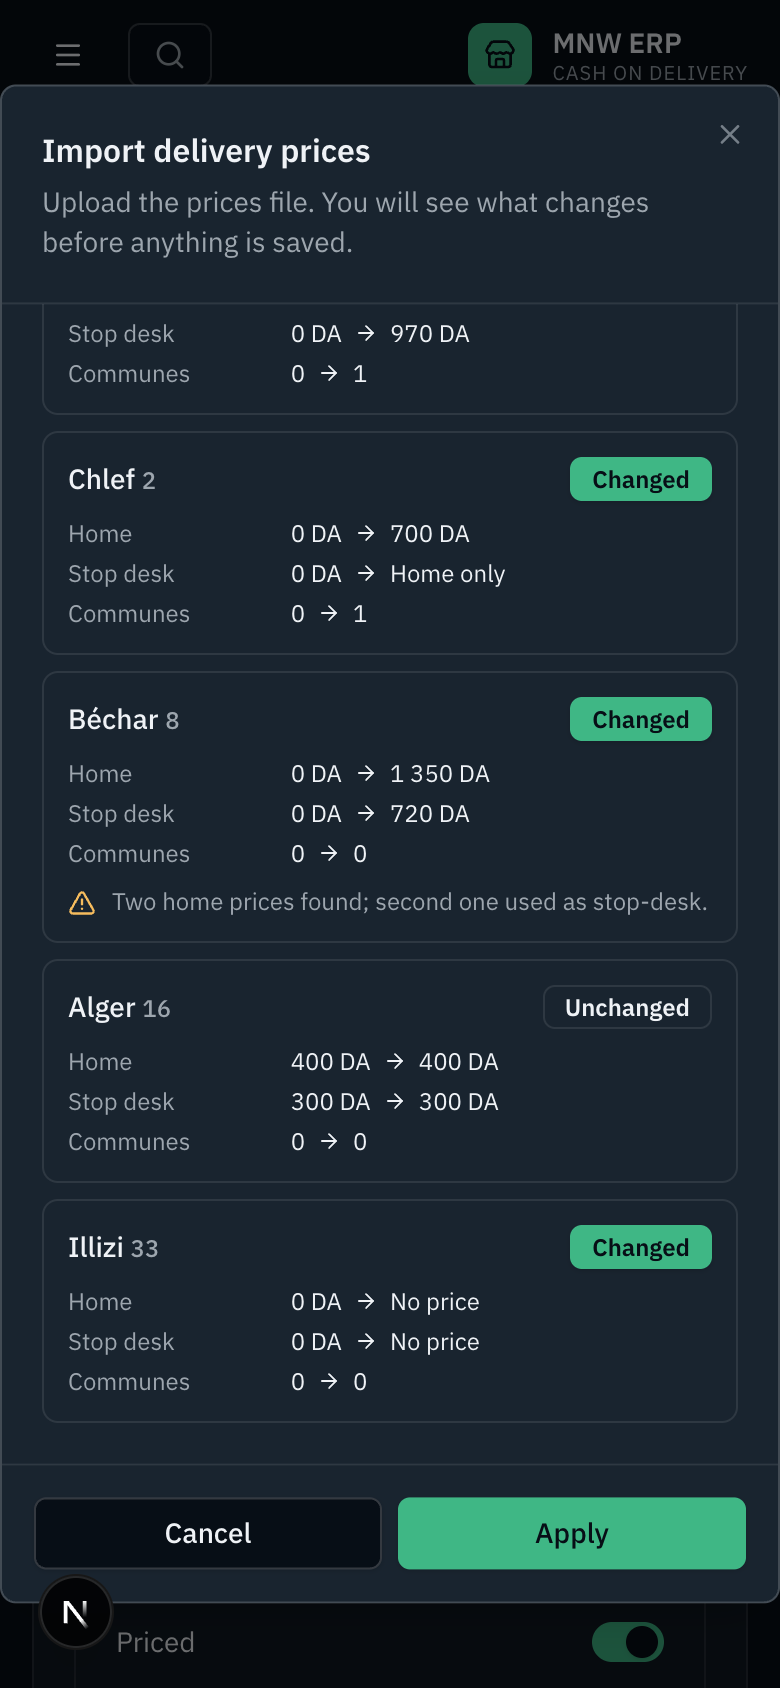 MNW ERP
CASH ON DELIVERY
Import delivery prices
Upload the prices file. You will see what changes
before anything is saved.
Stop desk 0 DA → 970 DA
Communes 0 → 1
Chlef 2 Changed
Home 0 DA → 700 DA
Stop desk 0 DA → Home only
Communes 0 → 1
Béchar 8 Changed
Home 0 DA → 1 350 DA
Stop desk 0 DA → 720 DA
Communes 0 → 0
Two home prices found; second one used as stop-desk.
Alger 16 Unchanged
Home 400 DA → 400 DA
Stop desk 300 DA → 300 DA
Communes 0 → 0
Illizi 33 Changed
Home 0 DA → No price
Stop desk 0 DA → No price
Communes 0 → 0
Cancel Apply
N
Priced